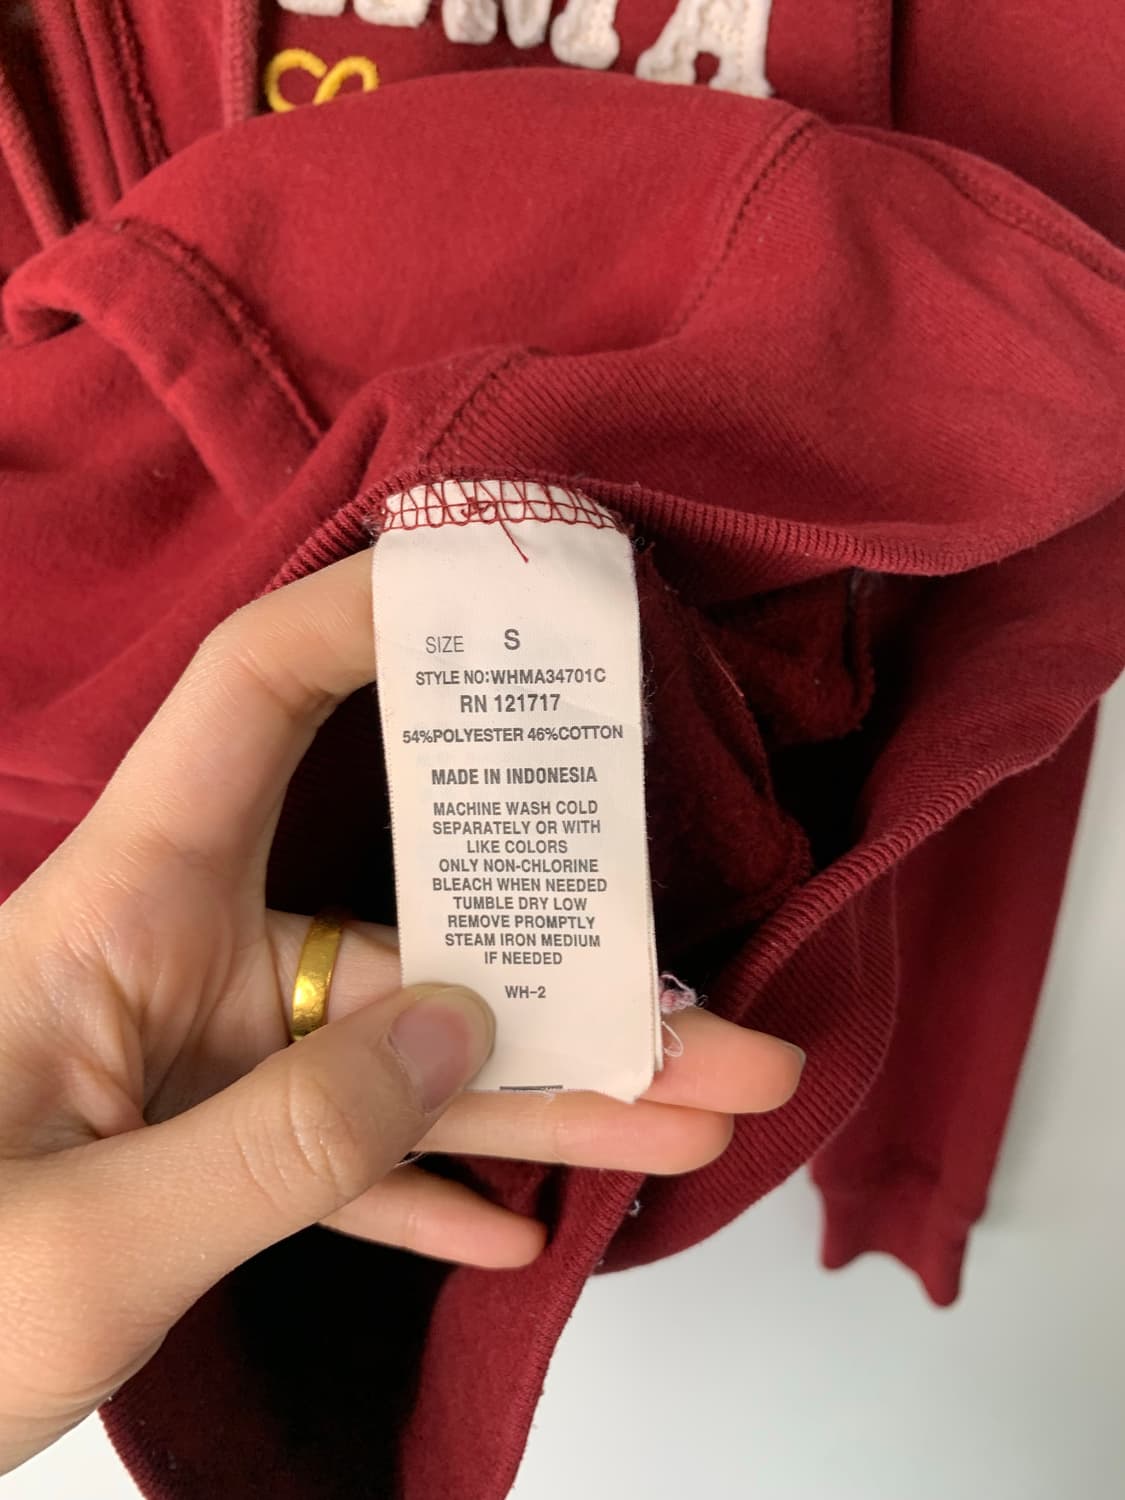 SIZE S
STYLE NO:WHMA34701C
RN 121717
54%POLYESTER 46%COTTON
MADE IN INDONESIA
MACHINE WASH COLD
SEPARATELY OR WITH
LIKE COLORS
ONLY NON-CHLORINE
BLEACH WHEN NEEDED
TUMBLE DRY LOW
REMOVE PROMPTLY
STEAM IRON MEDIUM
IF NEEDED
WH-2